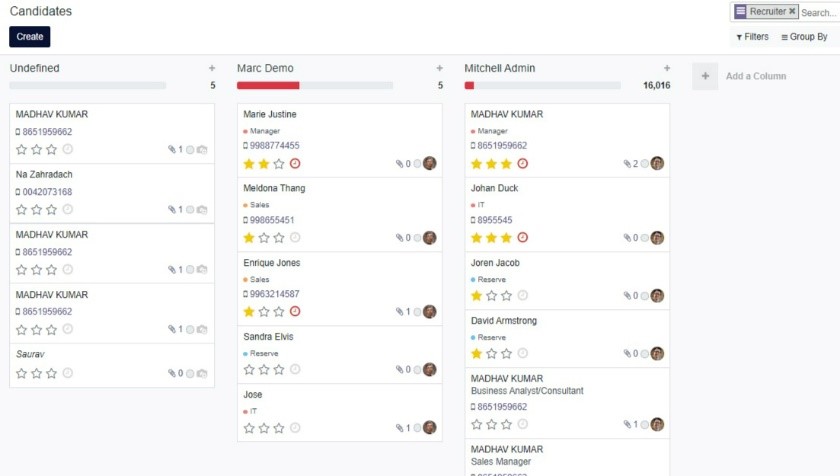 Candidates
Recruiter ✖ Search...
Create
Filters Group By
Undefined +
5
MADHAV KUMAR
8651959662
1
Na Zahradach
0042073168
1
MADHAV KUMAR
8651959662
1
MADHAV KUMAR
8651959662
1
Saurav
0
Marc Demo +
5
Marie Justine
Manager
9988774455
0
Meldona Thang
Sales
998655451
0
Enrique Jones
Sales
9963214587
1
Sandra Elvis
Reserve
0
Jose
IT
1
Mitchell Admin +
16,016
MADHAV KUMAR
Manager
8651959662
2
Johan Duck
IT
8955545
0
Joren Jacob
Reserve
0
David Armstrong
Reserve
0
MADHAV KUMAR
Business Analyst/Consultant
8651959662
1
MADHAV KUMAR
Sales Manager
+ Add a Column